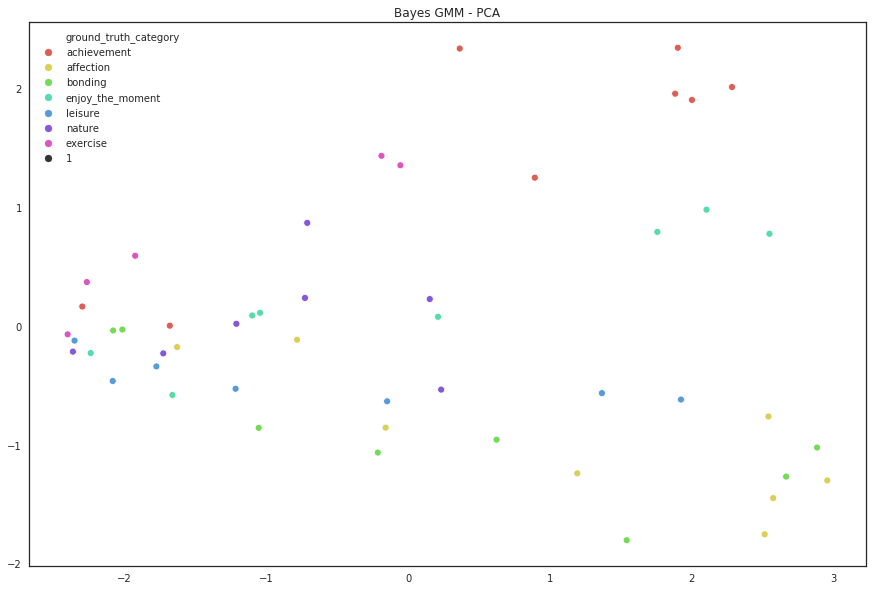 Bayes GMM - PCA
ground_truth_category
achievement
affection
bonding
enjoy_the_moment
leisure
nature
exercise
1
2
1
0
−1
−2
−2 −1 0 1 2 3